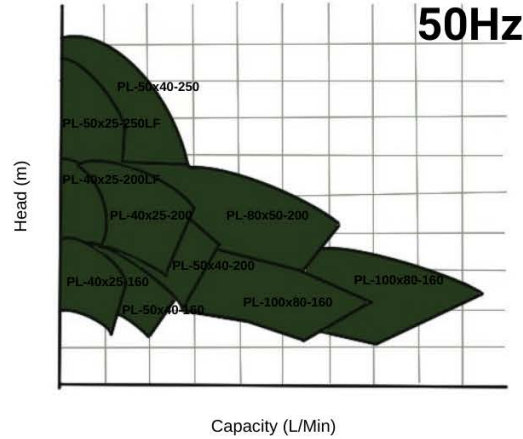 50Hz
PL-50x40-250
PL-50x25-250LF
PL-40x25-200LF
PL-40x25-200
PL-80x50-200
PL-50x40-200
PL-40x25-160
PL-100x80-160
PL-100x80-160
PL-50x40-160
Head (m)
Capacity (L/Min)